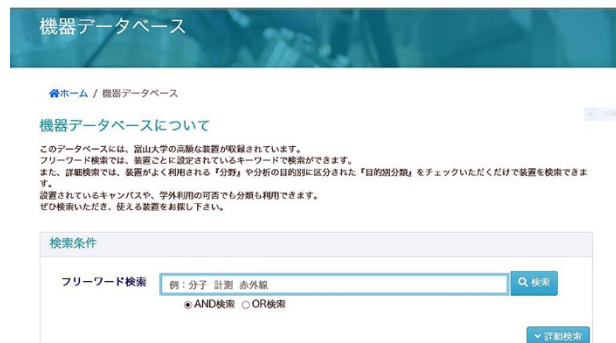 機器データベース
ホーム / 機器データベース
機器データベースについて
このデータベースには、富山大学の高額な装置が収録されています。
フリーワード検索では、装置ごとに設定されているキーワードで検索ができます。
また、詳細検索では、装置がよく利用される『分野』や分析の目的別に区分された『目的別分類』をチェックいただくだけで装置を検索できま
す。
設置されているキャンパスや、学外利用の可否でも分類も利用できます。
ぜひ検索いただき、使える装置をお探し下さい。
検索条件
フリーワード検索
例：分子 計測 赤外線
検索
AND検索 OR検索
詳細検索